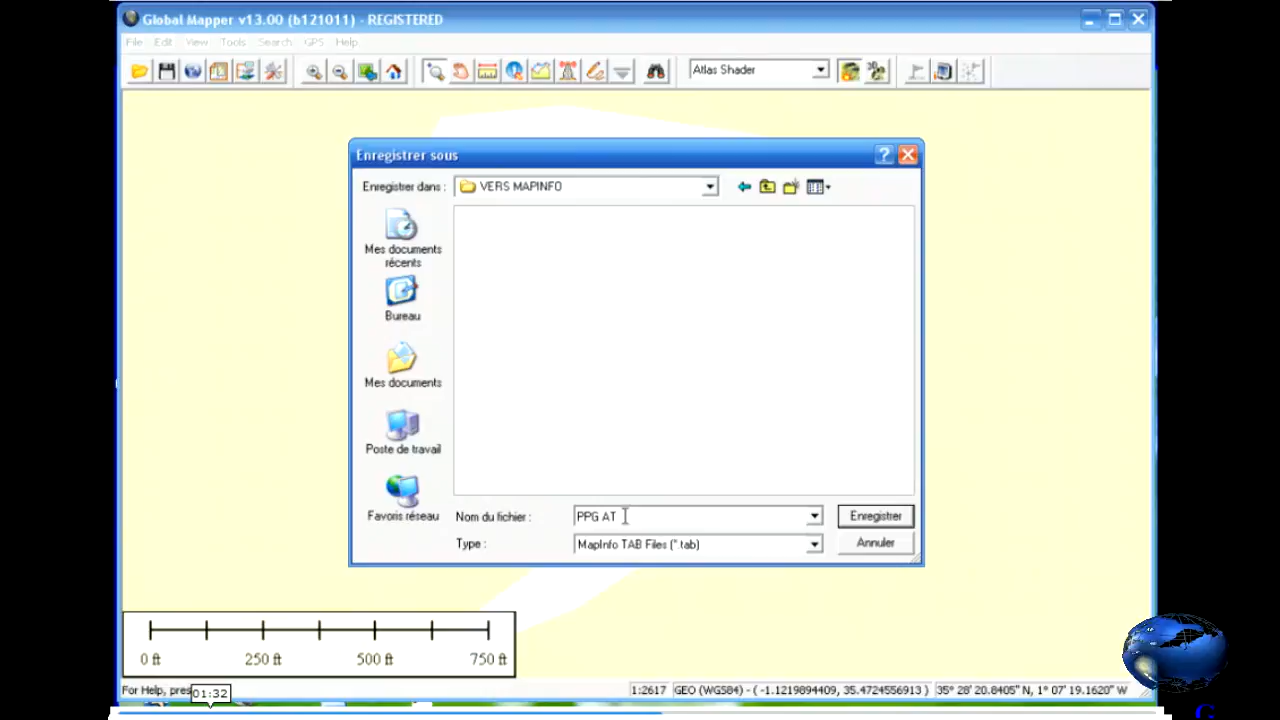 Global Mapper v13.00 (b121011) - REGISTERED
File Edit View Tools Search GPS Help
Atlas Shader
Enregistrer sous
Enregistrer dans : VERS MAPINFO
Mes documents récents
Bureau
Mes documents
Poste de travail
Favoris réseau
Nom du fichier : PPG AT Enregistrer
Type : MapInfo TAB Files (*.tab) Annuler
0 ft 250 ft 500 ft 750 ft
For Help, pres 1:2617 GEO (WGS84) - ( -1.1219894409, 35.4724556913 ) 35° 28' 20.8405" N, 1° 07' 19.1620" W
01:32
G